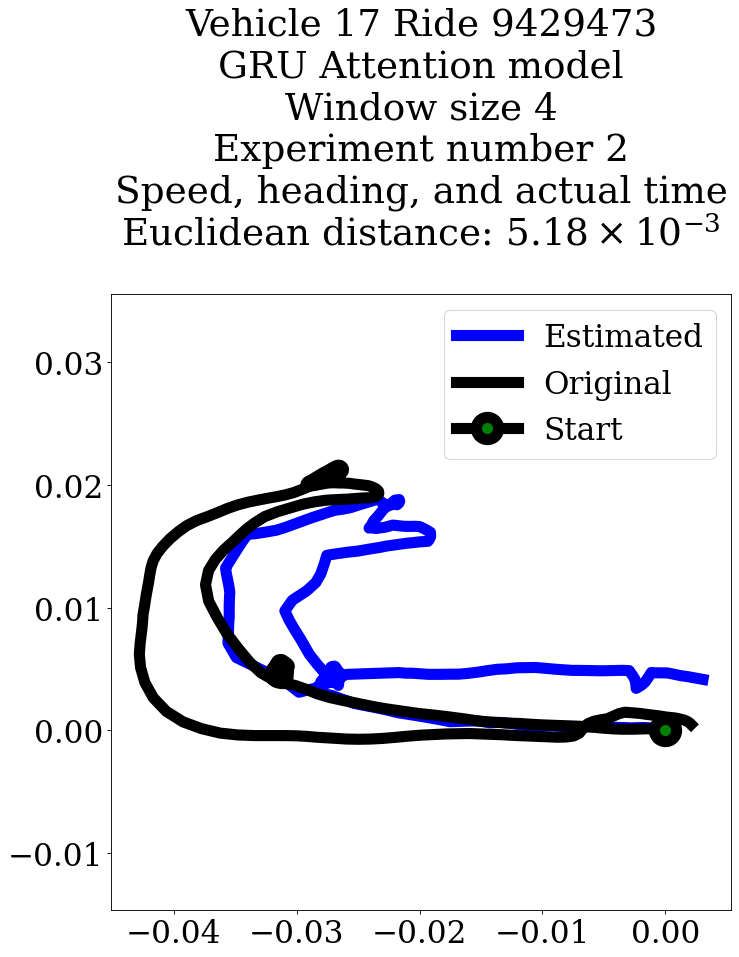 Vehicle 17 Ride 9429473
GRU Attention model
Window size 4
Experiment number 2
Speed, heading, and actual time
Euclidean distance: 5.18 × 10⁻³
Estimated
Original
Start
0.03
0.02
0.01
0.00
−0.01
−0.04 −0.03 −0.02 −0.01 0.00